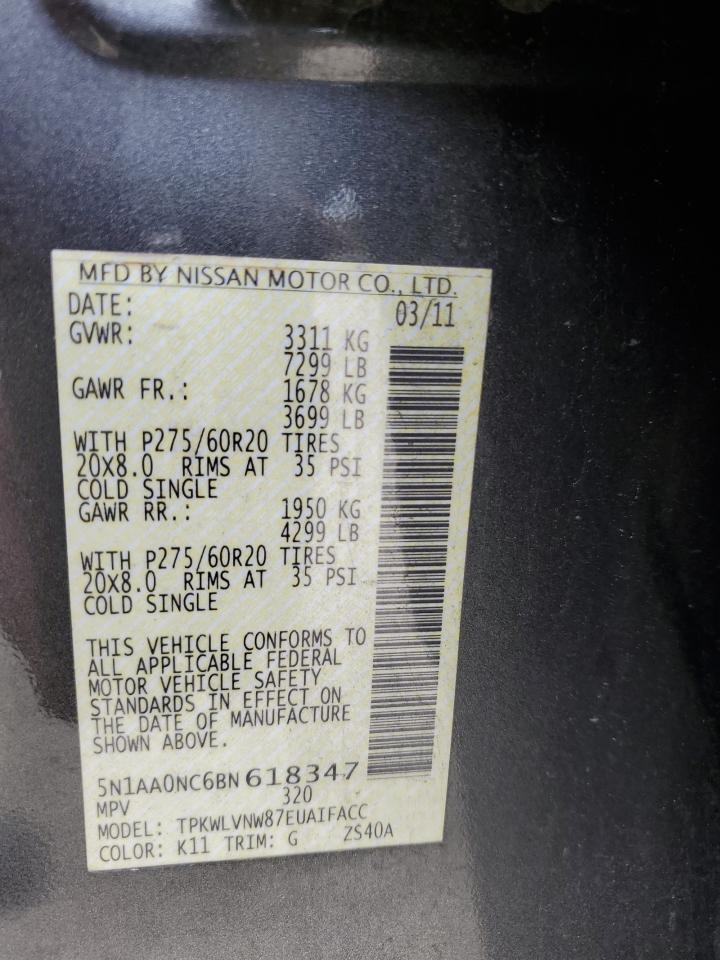 MFD BY NISSAN MOTOR CO., LTD.
DATE: 03/11
GVWR: 3311 KG
7299 LB
GAWR FR.: 1678 KG
3699 LB
WITH P275/60R20 TIRES
20X8.0 RIMS AT 35 PSI
COLD SINGLE
GAWR RR.: 1950 KG
4299 LB
WITH P275/60R20 TIRES
20X8.0 RIMS AT 35 PSI
COLD SINGLE
THIS VEHICLE CONFORMS TO
ALL APPLICABLE FEDERAL
MOTOR VEHICLE SAFETY
STANDARDS IN EFFECT ON
THE DATE OF MANUFACTURE
SHOWN ABOVE.
5N1AA0NC6BN618347
MPV 320
MODEL: TPKWLVNW87EUAIFACC
COLOR: K11 TRIM: G ZS40A